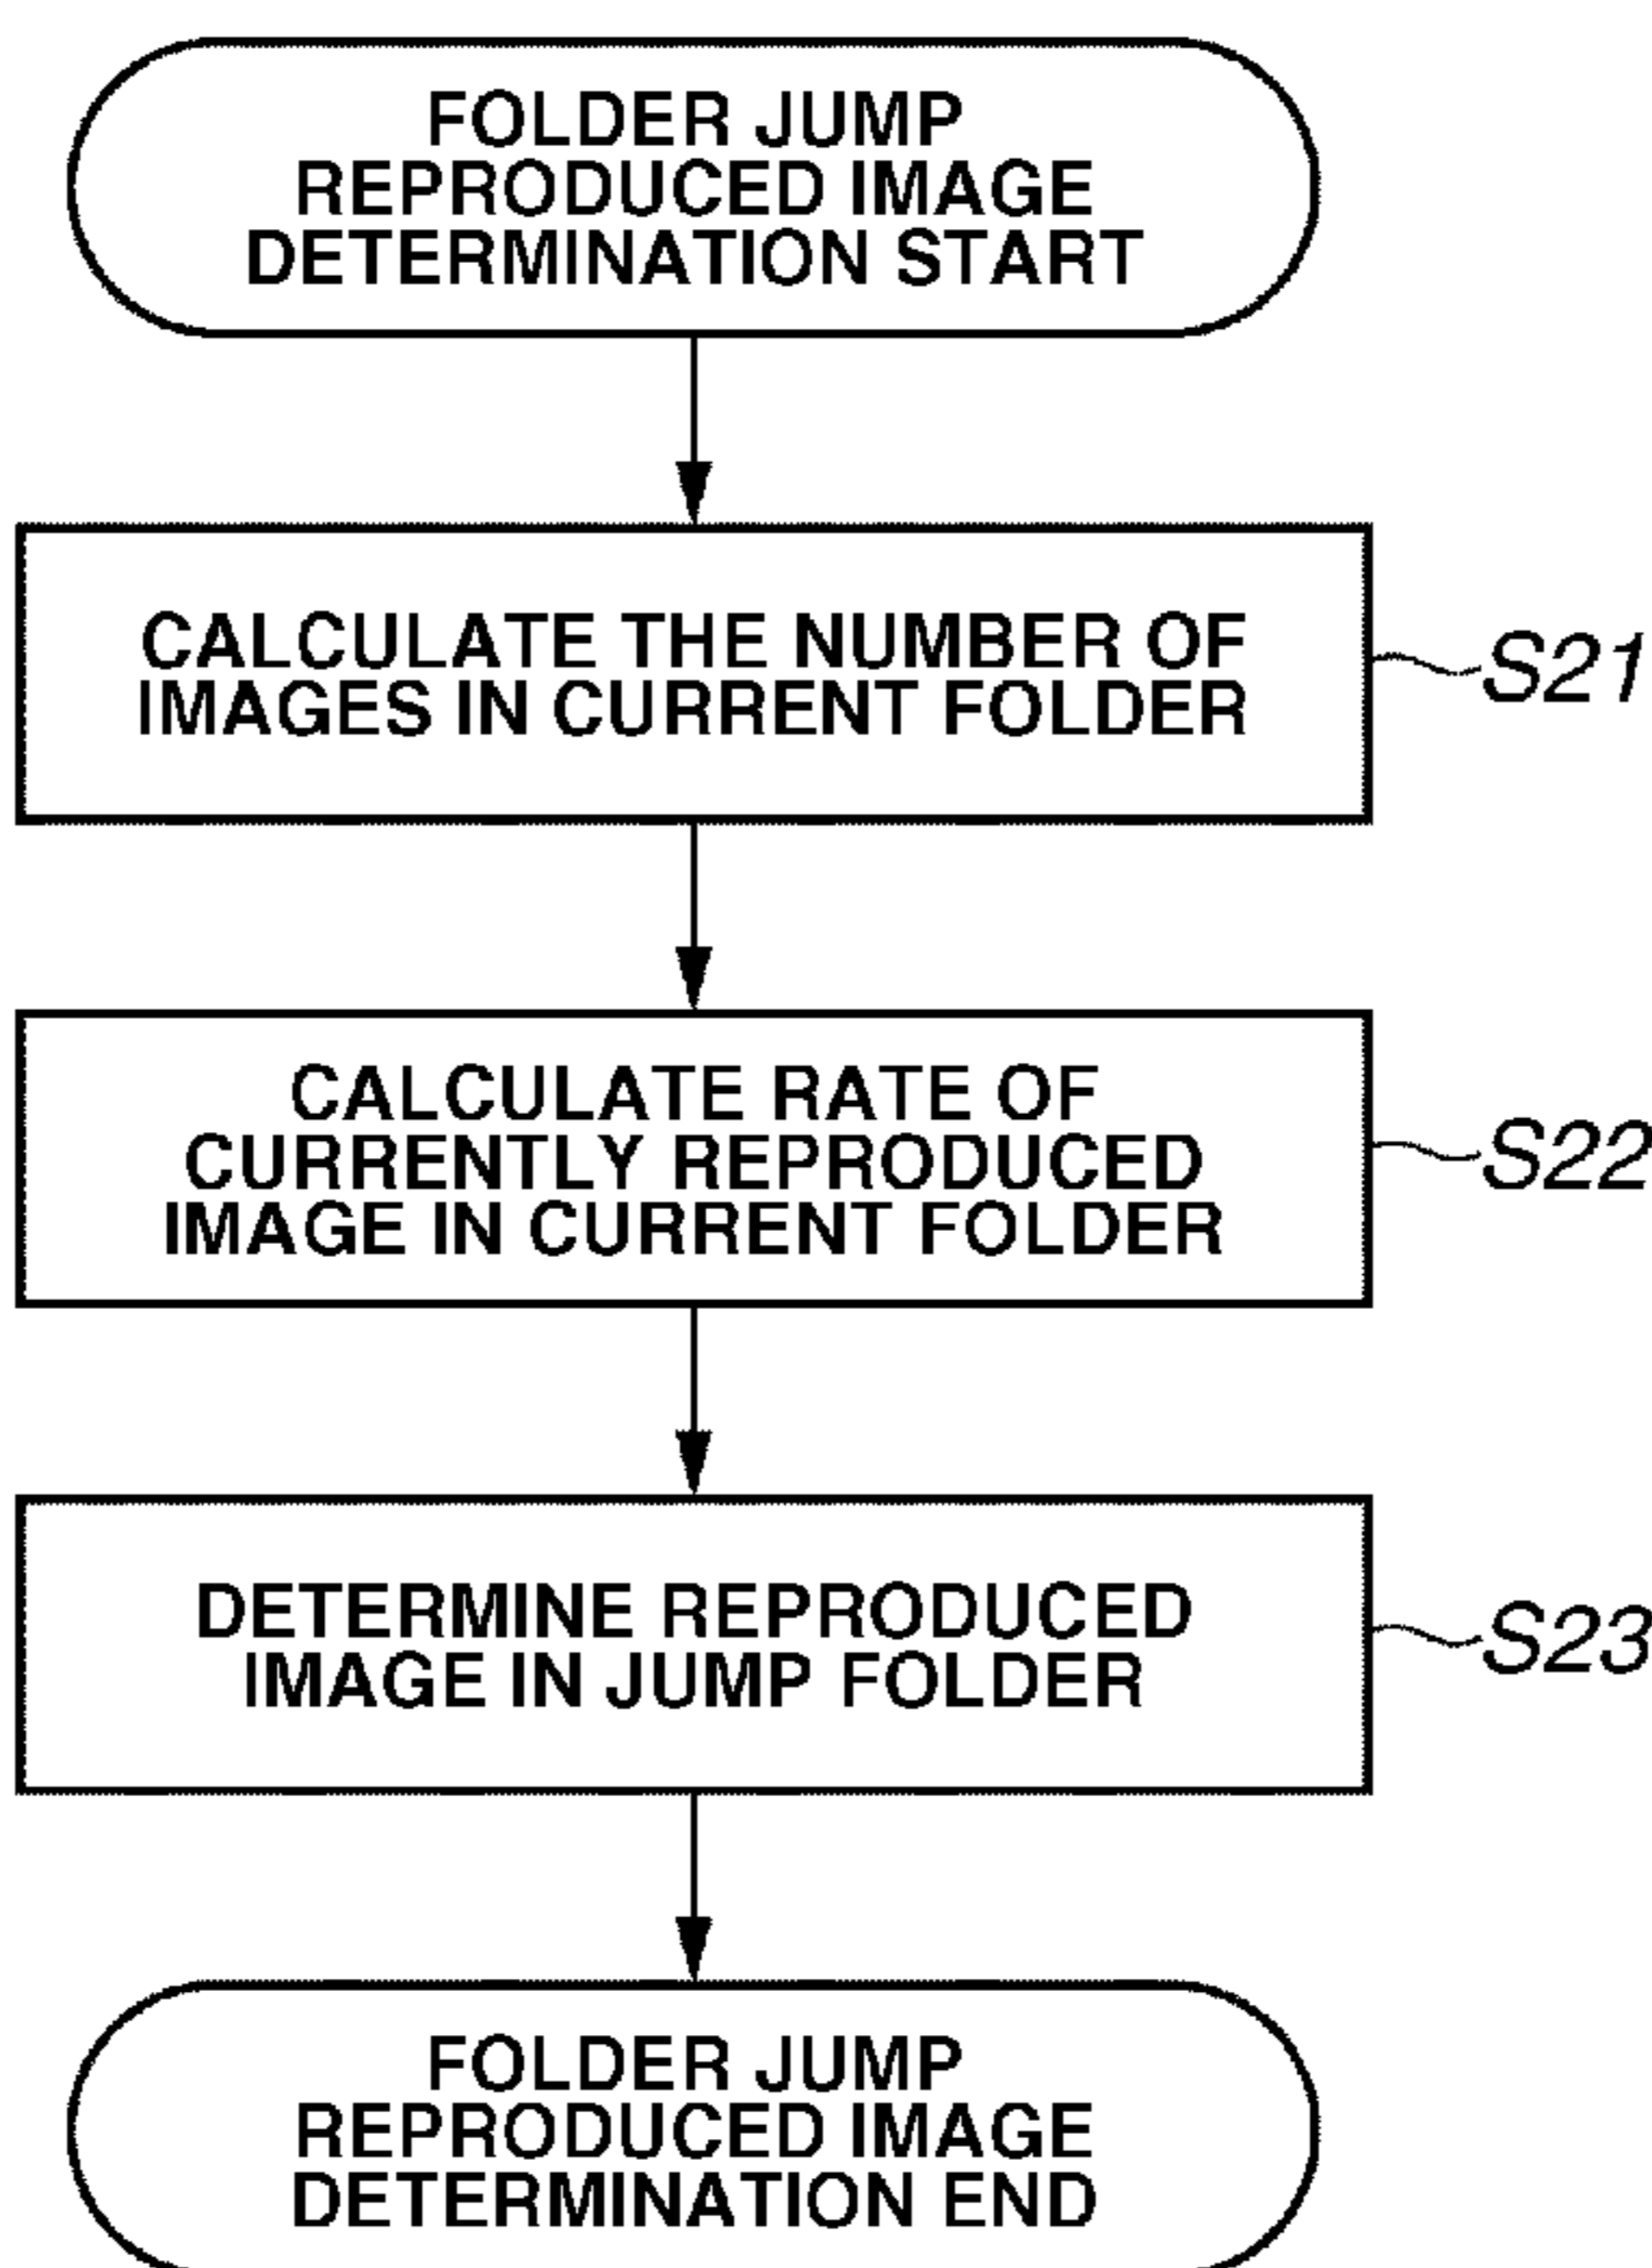 FOLDER JUMP
REPRODUCED IMAGE
DETERMINATION START
CALCULATE THE NUMBER OF
IMAGES IN CURRENT FOLDER
S21
CALCULATE RATE OF
CURRENTLY REPRODUCED
IMAGE IN CURRENT FOLDER
S22
DETERMINE REPRODUCED
IMAGE IN JUMP FOLDER
S23
FOLDER JUMP
REPRODUCED IMAGE
DETERMINATION END